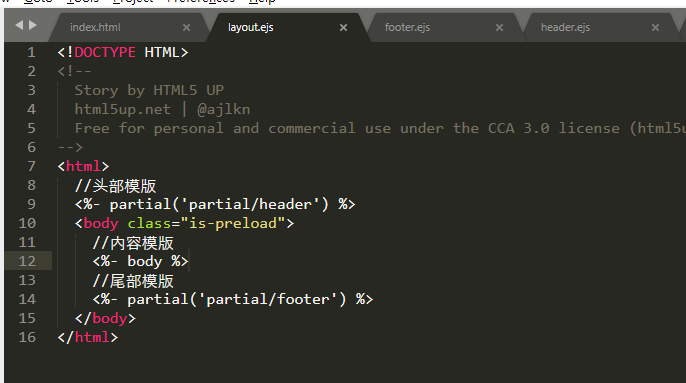 Goto Tools Project Preferences Help
index.html × layout.ejs × footer.ejs × header.ejs ×
1 <!DOCTYPE HTML>
2 <!--
3 Story by HTML5 UP
4 html5up.net | @ajlkn
5 Free for personal and commercial use under the CCA 3.0 license (html5u
6 -->
7 <html>
8 //头部模版
9 <%- partial('partial/header') %>
10 <body class="is-preload">
11 //内容模版
12 <%- body %>
13 //尾部模版
14 <%- partial('partial/footer') %>
15 </body>
16 </html>